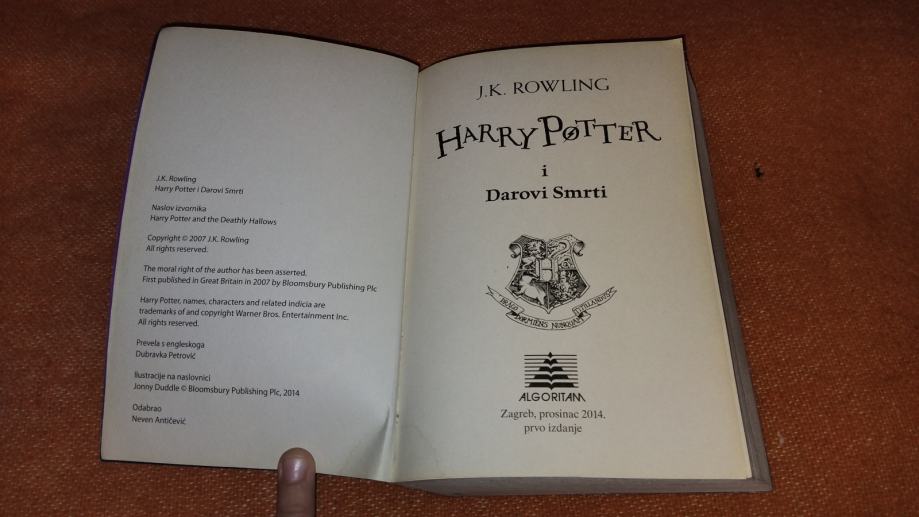 J.K. Rowling
Harry Potter i Darovi Smrti
Naslov izvornika
Harry Potter and the Deathly Hallows
Copyright © 2007 J.K. Rowling
All rights reserved.
The moral right of the author has been asserted.
First published in Great Britain in 2007 by Bloomsbury Publishing Plc
Harry Potter, names, characters and related indicia are
trademarks of and copyright Warner Bros. Entertainment Inc.
All rights reserved.
Prevela s engleskoga
Dubravka Petrović
Ilustracije na naslovnici
Jonny Duddle © Bloomsbury Publishing Plc, 2014
Odabrao
Neven Antičević
J.K. ROWLING
HARRY POTTER
i
Darovi Smrti
DRACO DORMIENS NUNQUAM TITILLANDUS
ALGORITAM
Zagreb, prosinac 2014.
prvo izdanje